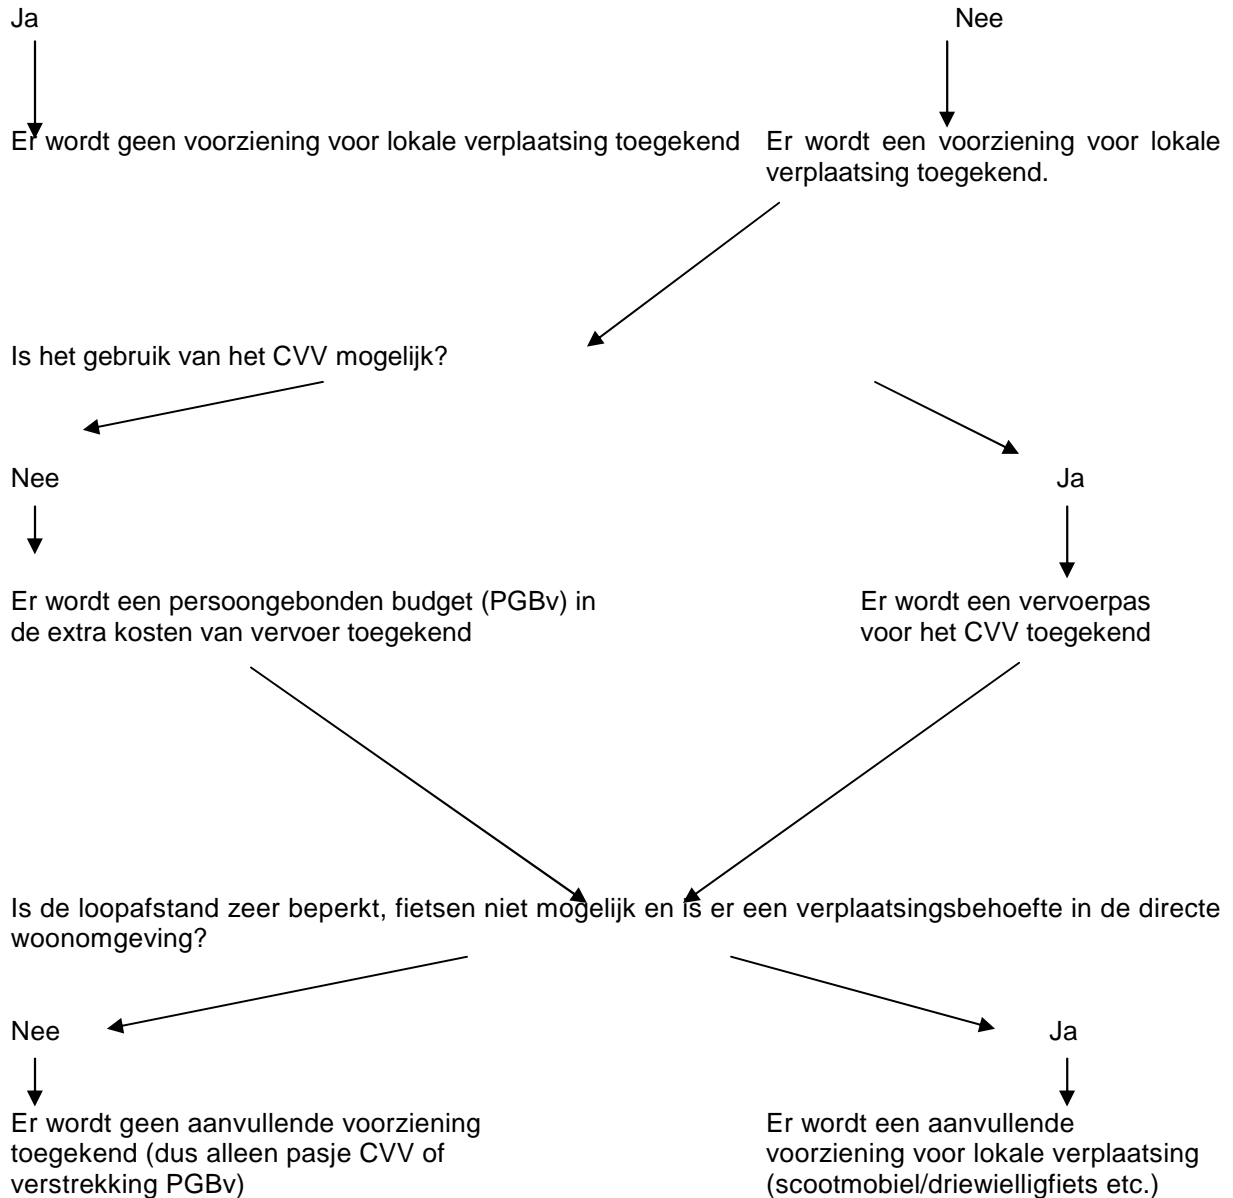 Ja
Nee
Er wordt geen voorziening voor lokale verplaatsing toegekend
Er wordt een voorziening voor lokale
verplaatsing toegekend.
Is het gebruik van het CVV mogelijk?
Nee
Ja
Er wordt een persoongebonden budget (PGBv) in
de extra kosten van vervoer toegekend
Er wordt een vervoerpas
voor het CVV toegekend
Is de loopafstand zeer beperkt, fietsen niet mogelijk en is er een verplaatsingsbehoefte in de directe
woonomgeving?
Nee
Ja
Er wordt geen aanvullende voorziening
toegekend (dus alleen pasje CVV of
verstrekking PGBv)
Er wordt een aanvullende
voorziening voor lokale verplaatsing
(scootmobiel/driewielligfiets etc.)